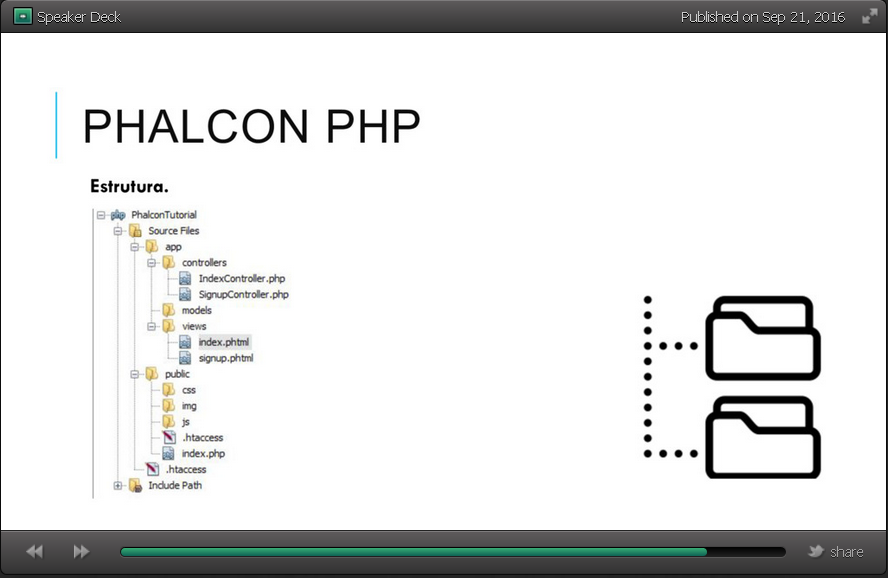 Speaker Deck
Published on Sep 21, 2016
PHALCON PHP
Estrutura.
php PhalconTutorial
Source Files
app
controllers
IndexController.php
SignupController.php
models
views
index.phtml
signup.phtml
public
css
img
js
.htaccess
index.php
.htaccess
Include Path
share